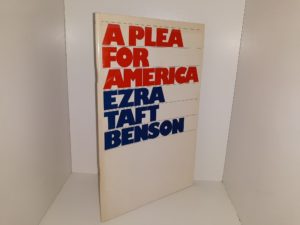 A PLEA
FOR
AMERICA
EZRA
TAFT
BENSON